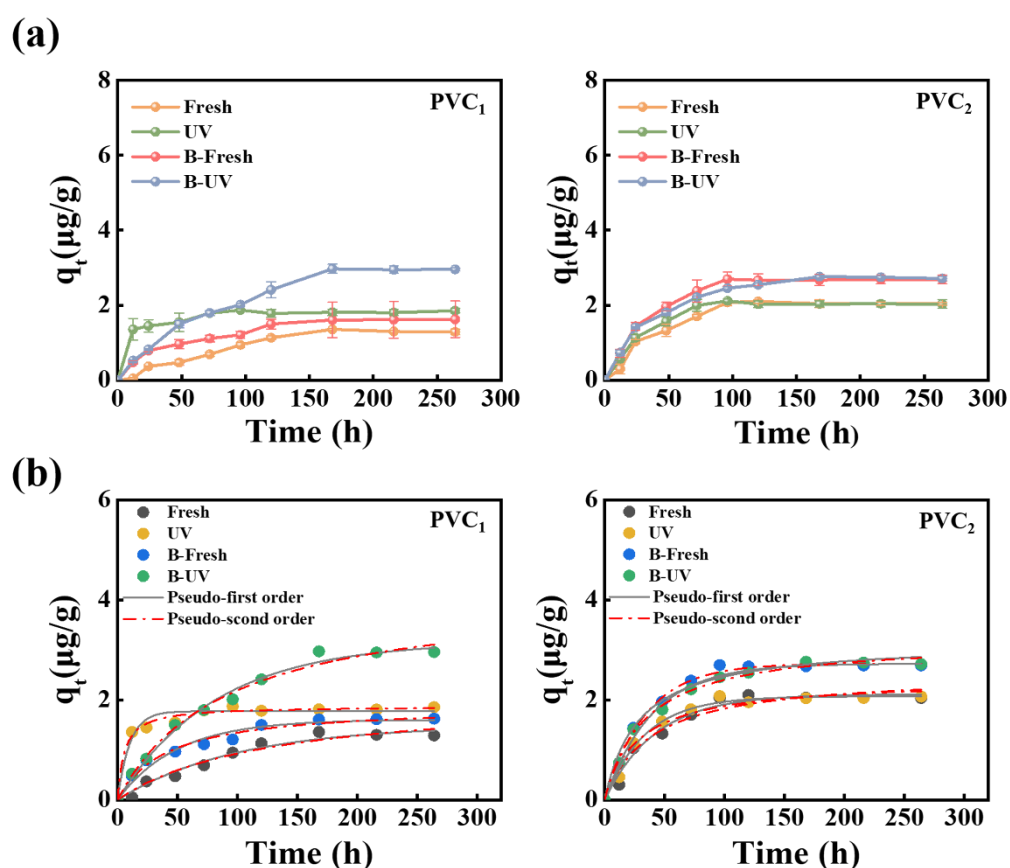 (a)
8
6
4
2
0
qt(μg/g)
Fresh
UV
B-Fresh
B-UV
PVC1
0 50 100 150 200 250 300
Time (h)
8
6
4
2
0
qt(μg/g)
Fresh
UV
B-Fresh
B-UV
PVC2
0 50 100 150 200 250 300
Time (h)
(b)
6
4
2
0
qt(μg/g)
Fresh
UV
B-Fresh
B-UV
Pseudo-first order
Pseudo-scond order
PVC1
0 50 100 150 200 250 300
Time (h)
6
4
2
0
qt(μg/g)
Fresh
UV
B-Fresh
B-UV
Pseudo-first order
Pseudo-scond order
PVC2
0 50 100 150 200 250 300
Time (h)